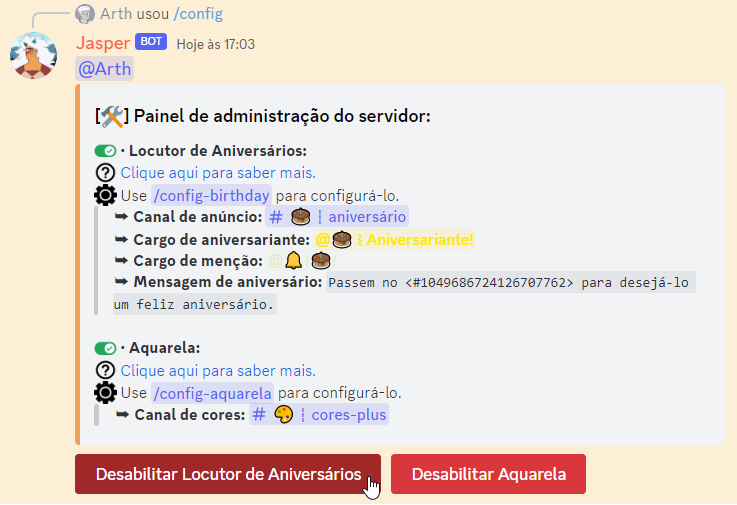 Arth usou /config
Jasper BOT Hoje às 17:03
@Arth
[🛠️] Painel de administração do servidor:
• Locutor de Aniversários:
Clique aqui para saber mais.
Use /config-birthday para configurá-lo.
➥ Canal de anúncio: # 🎂 ┆ aniversário
➥ Cargo de aniversariante: @🎂 ⌇ Aniversariante!
➥ Cargo de menção: @🔔 🎂
➥ Mensagem de aniversário: Passem no <#1049686724126707762> para desejá-lo
um feliz aniversário.
• Aquarela:
Clique aqui para saber mais.
Use /config-aquarela para configurá-lo.
➥ Canal de cores: # 🎨 ┆ cores-plus
Desabilitar Locutor de Aniversários Desabilitar Aquarela